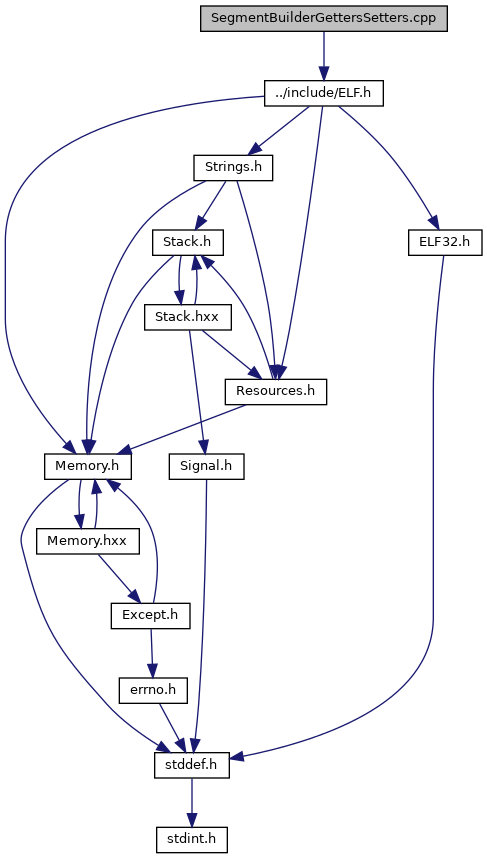 SegmentBuilderGettersSetters.cpp
../include/ELF.h
Strings.h
Stack.h
ELF32.h
Stack.hxx
Resources.h
Memory.h
Signal.h
Memory.hxx
Except.h
errno.h
stddef.h
stdint.h